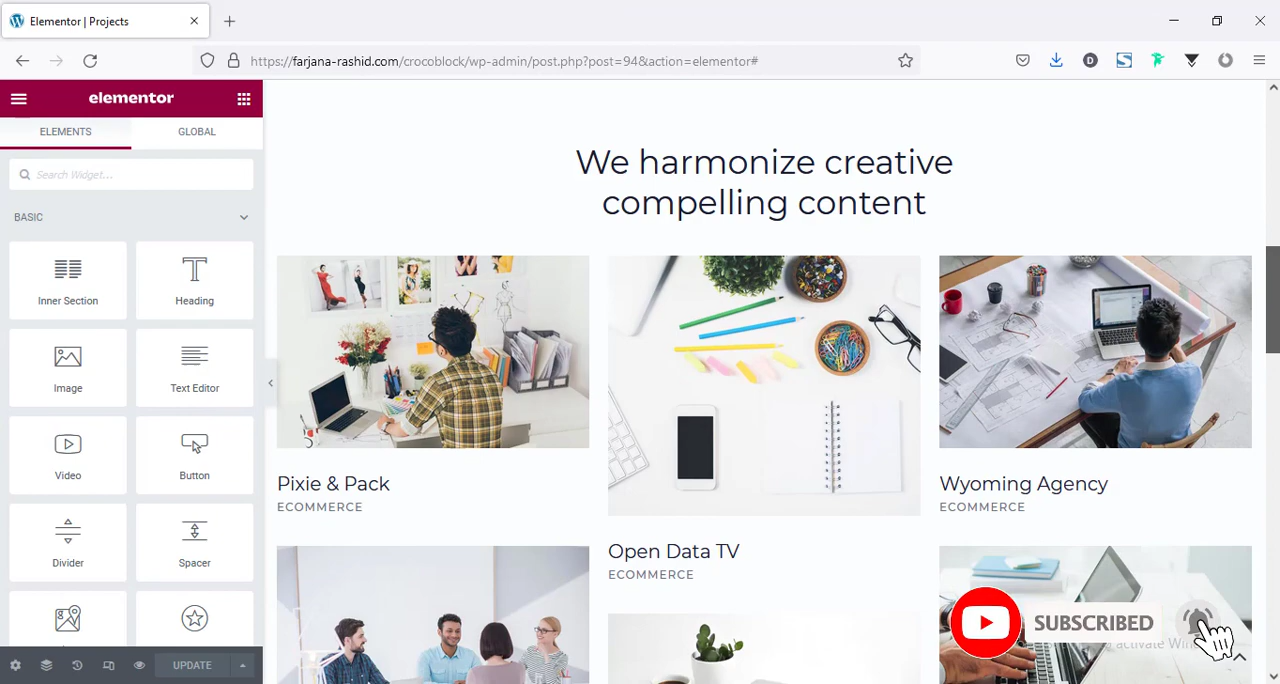 Elementor | Projects
https://farjana-rashid.com/crocoblock/wp-admin/post.php?post=94&action=elementor#
elementor
ELEMENTS
GLOBAL
Search Widget...
BASIC
Inner Section
Heading
Image
Text Editor
Video
Button
Divider
Spacer
UPDATE
We harmonize creative
compelling content
Pixie & Pack
ECOMMERCE
Open Data TV
ECOMMERCE
Wyoming Agency
ECOMMERCE
SUBSCRIBED